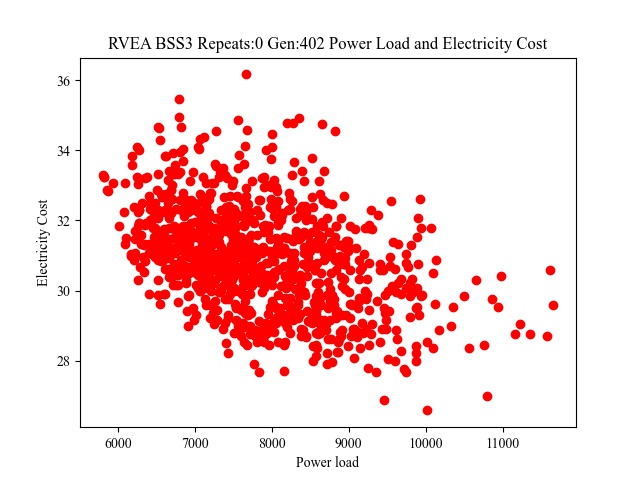 RVEA BSS3 Repeats:0 Gen:402 Power Load and Electricity Cost
36
34
32
30
28
Electricity Cost
6000 7000 8000 9000 10000 11000
Power load